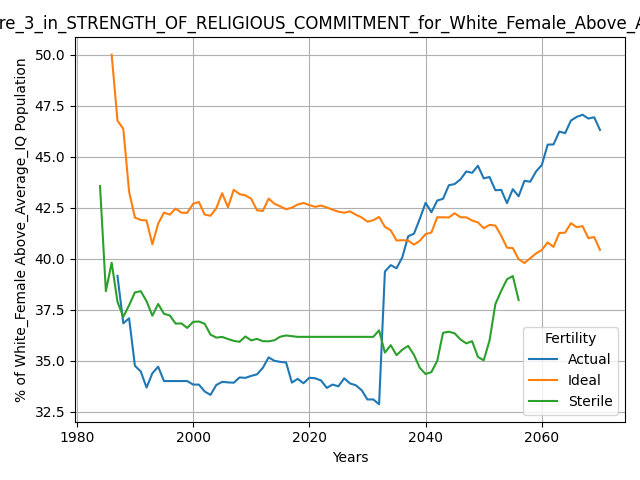 re_3_in_STRENGTH_OF_RELIGIOUS_COMMITMENT_for_White_Female_Above_A
% of White_Female Above_Average_IQ Population
50.0
47.5
45.0
42.5
40.0
37.5
35.0
32.5
1980
2000
2020
2040
2060
Years
Fertility
Actual
Ideal
Sterile